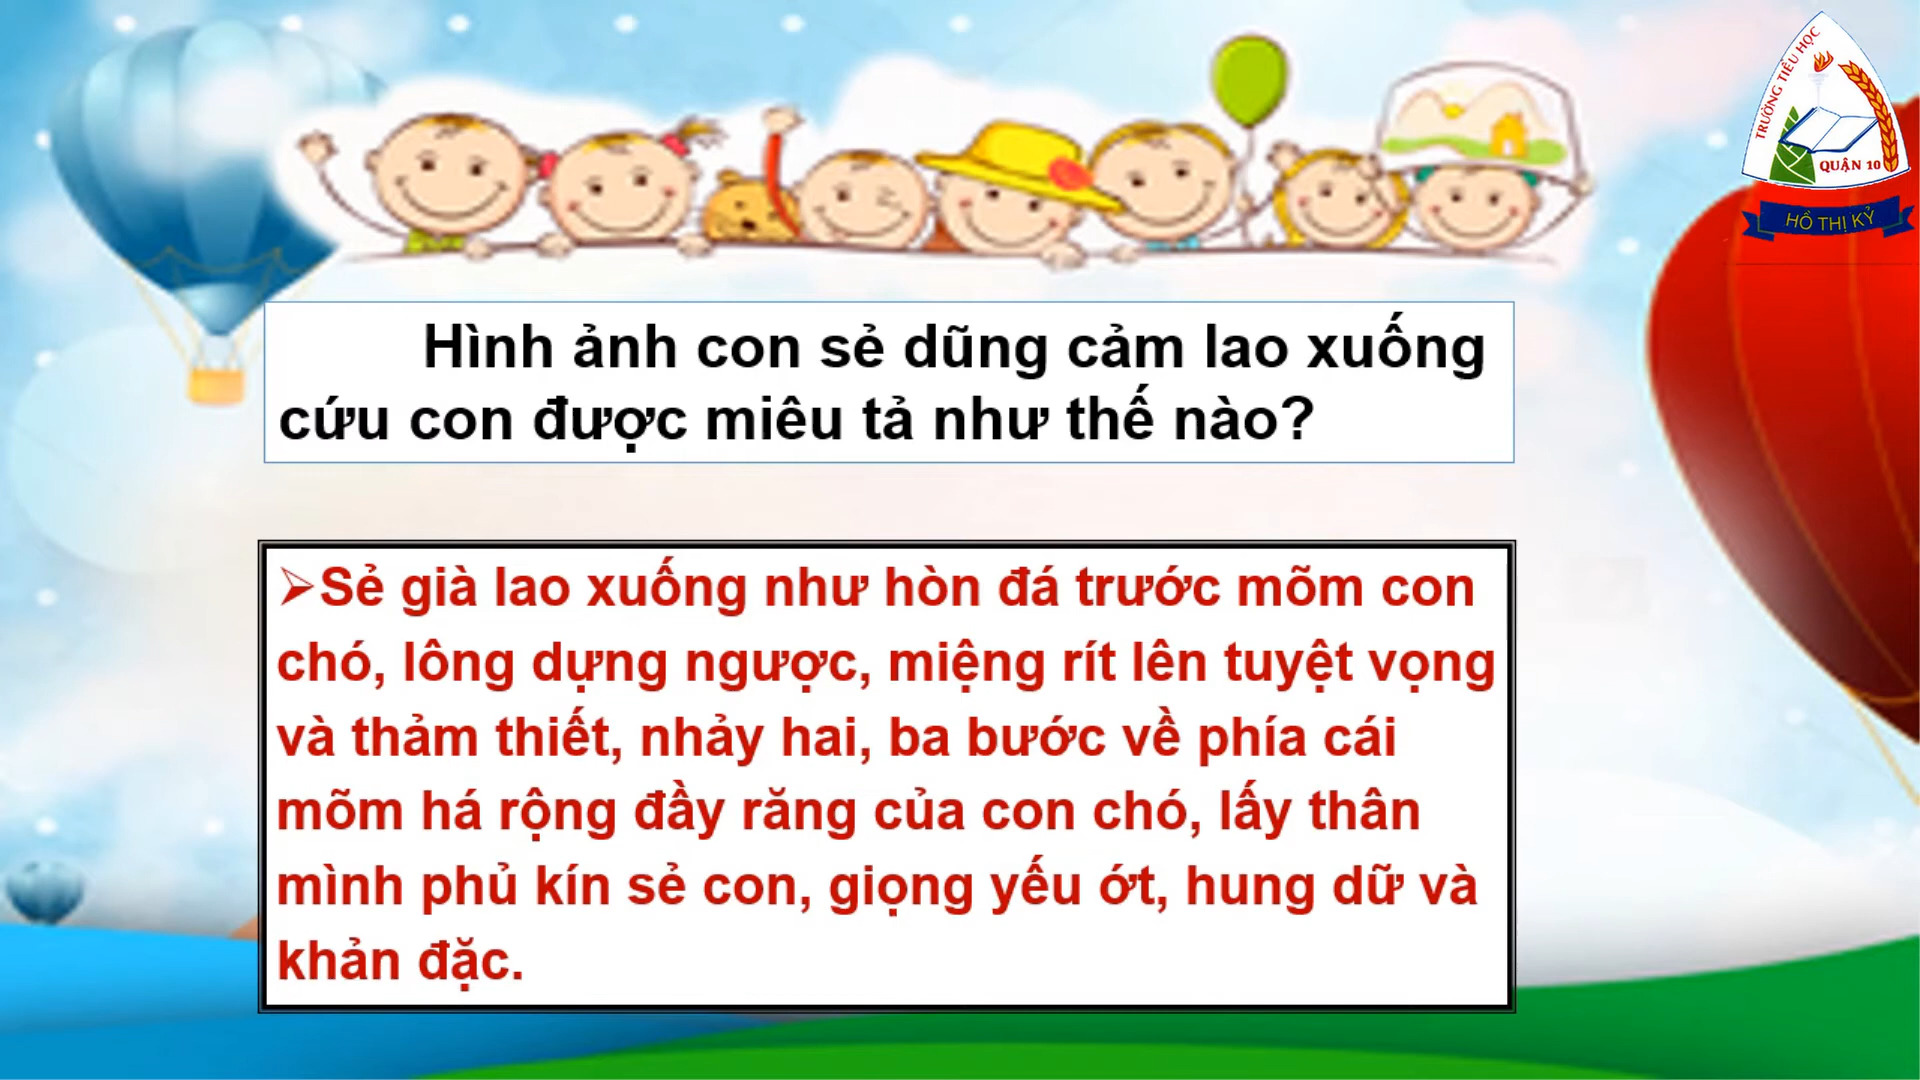 TRƯỜNG TIỂU HỌC
QUẬN 10
HỒ THỊ KỶ
Hình ảnh con sẻ dũng cảm lao xuống
cứu con được miêu tả như thế nào?
➢Sẻ già lao xuống như hòn đá trước mõm con
chó, lông dựng ngược, miệng rít lên tuyệt vọng
và thảm thiết, nhảy hai, ba bước về phía cái
mõm há rộng đầy răng của con chó, lấy thân
mình phủ kín sẻ con, giọng yếu ớt, hung dữ và
khản đặc.